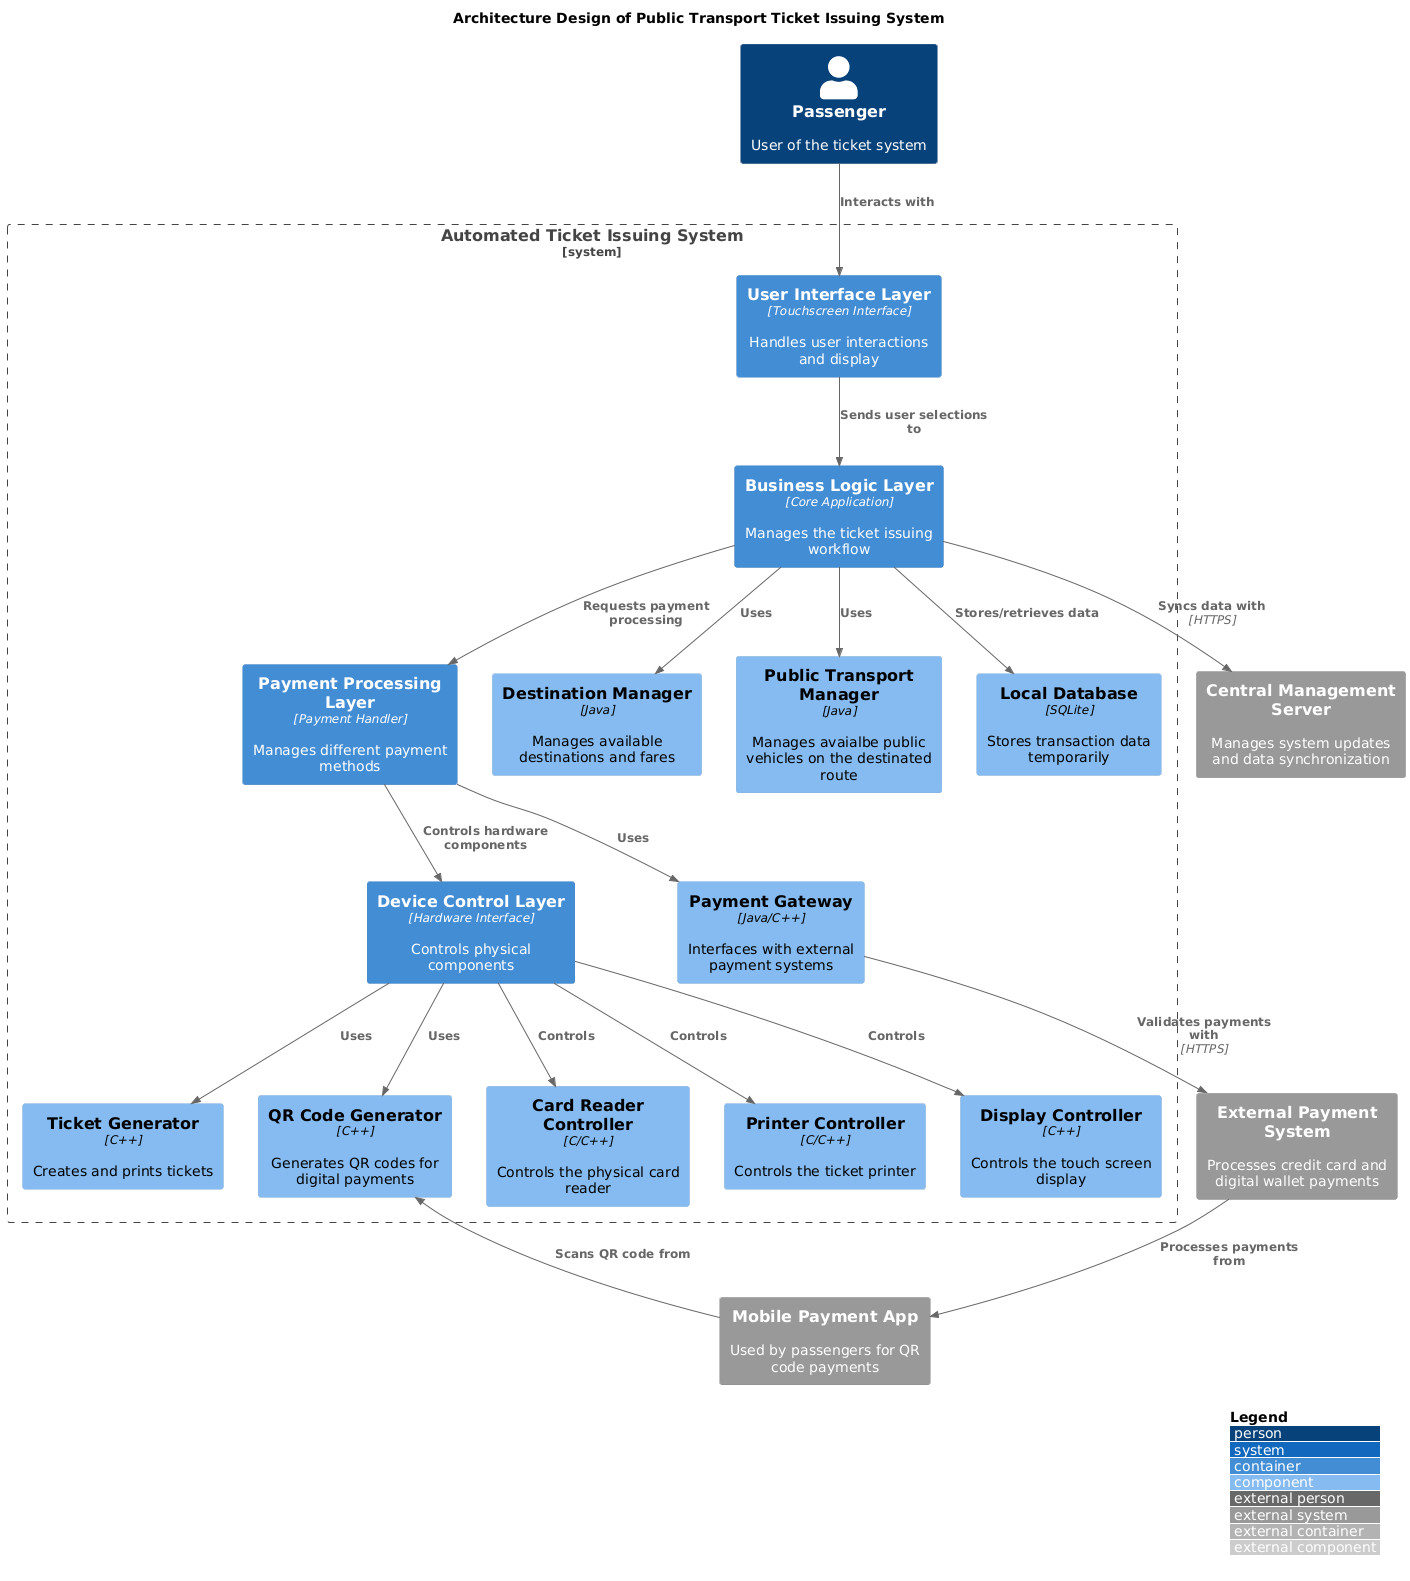 Architecture Design of Public Transport Ticket Issuing System
Passenger
User of the ticket system
Interacts with
Automated Ticket Issuing System
[system]
User Interface Layer
[Touchscreen Interface]
Handles user interactions
and display
Sends user selections
to
Business Logic Layer
[Core Application]
Manages the ticket issuing
workflow
Requests payment
processing
Uses
Uses
Stores/retrieves data
Syncs data with
[HTTPS]
Payment Processing
Layer
[Payment Handler]
Manages different payment
methods
Destination Manager
[Java]
Manages available
destinations and fares
Public Transport
Manager
[Java]
Manages avaialbe public
vehicles on the destinated
route
Local Database
[SQLite]
Stores transaction data
temporarily
Central Management
Server
Manages system updates
and data synchronization
Controls hardware
components
Uses
Device Control Layer
[Hardware Interface]
Controls physical
components
Payment Gateway
[Java/C++]
Interfaces with external
payment systems
Uses
Uses
Controls
Controls
Controls
Validates payments
with
[HTTPS]
Ticket Generator
[C++]
Creates and prints tickets
QR Code Generator
[C++]
Generates QR codes for
digital payments
Card Reader
Controller
[C/C++]
Controls the physical card
reader
Printer Controller
[C/C++]
Controls the ticket printer
Display Controller
[C++]
Controls the touch screen
display
External Payment
System
Processes credit card and
digital wallet payments
Scans QR code from
Processes payments
from
Mobile Payment App
Used by passengers for QR
code payments
Legend
person
system
container
component
external person
external system
external container
external component